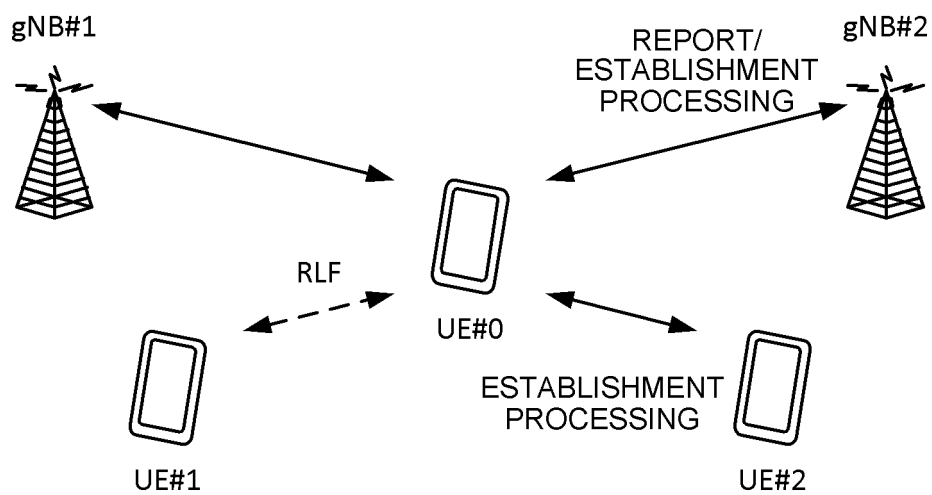 gNB#1
gNB#2
REPORT/
ESTABLISHMENT
PROCESSING
RLF
UE#0
ESTABLISHMENT
PROCESSING
UE#1
UE#2